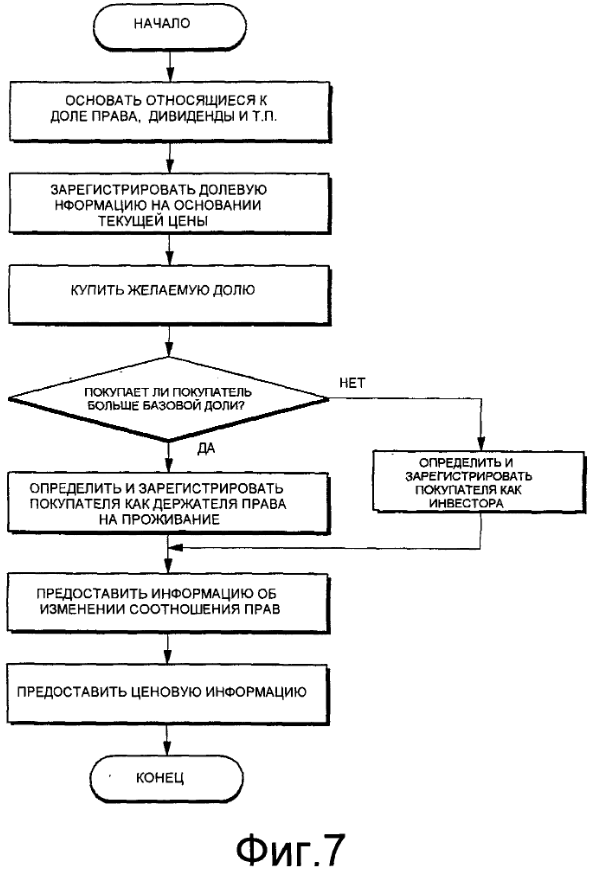 НАЧАЛО
ОСНОВАТЬ ОТНОСЯЩИЕСЯ К
ДОЛЕ ПРАВА, ДИВИДЕНДЫ И Т.П.
ЗАРЕГИСТРИРОВАТЬ ДОЛЕВУЮ
НФОРМАЦИЮ НА ОСНОВАНИИ
ТЕКУЩЕЙ ЦЕНЫ
КУПИТЬ ЖЕЛАЕМУЮ ДОЛЮ
ПОКУПАЕТ ЛИ ПОКУПАТЕЛЬ
БОЛЬШЕ БАЗОВОЙ ДОЛИ?
НЕТ
ДА
ОПРЕДЕЛИТЬ И ЗАРЕГИСТРИРОВАТЬ
ПОКУПАТЕЛЯ КАК ДЕРЖАТЕЛЯ ПРАВА
НА ПРОЖИВАНИЕ
ОПРЕДЕЛИТЬ И
ЗАРЕГИСТРИРОВАТЬ
ПОКУПАТЕЛЯ КАК
ИНВЕСТОРА
ПРЕДОСТАВИТЬ ИНФОРМАЦИЮ ОБ
ИЗМЕНЕНИИ СООТНОШЕНИЯ ПРАВ
ПРЕДОСТАВИТЬ ЦЕНОВУЮ ИНФОРМАЦИЮ
КОНЕЦ
Фиг.7